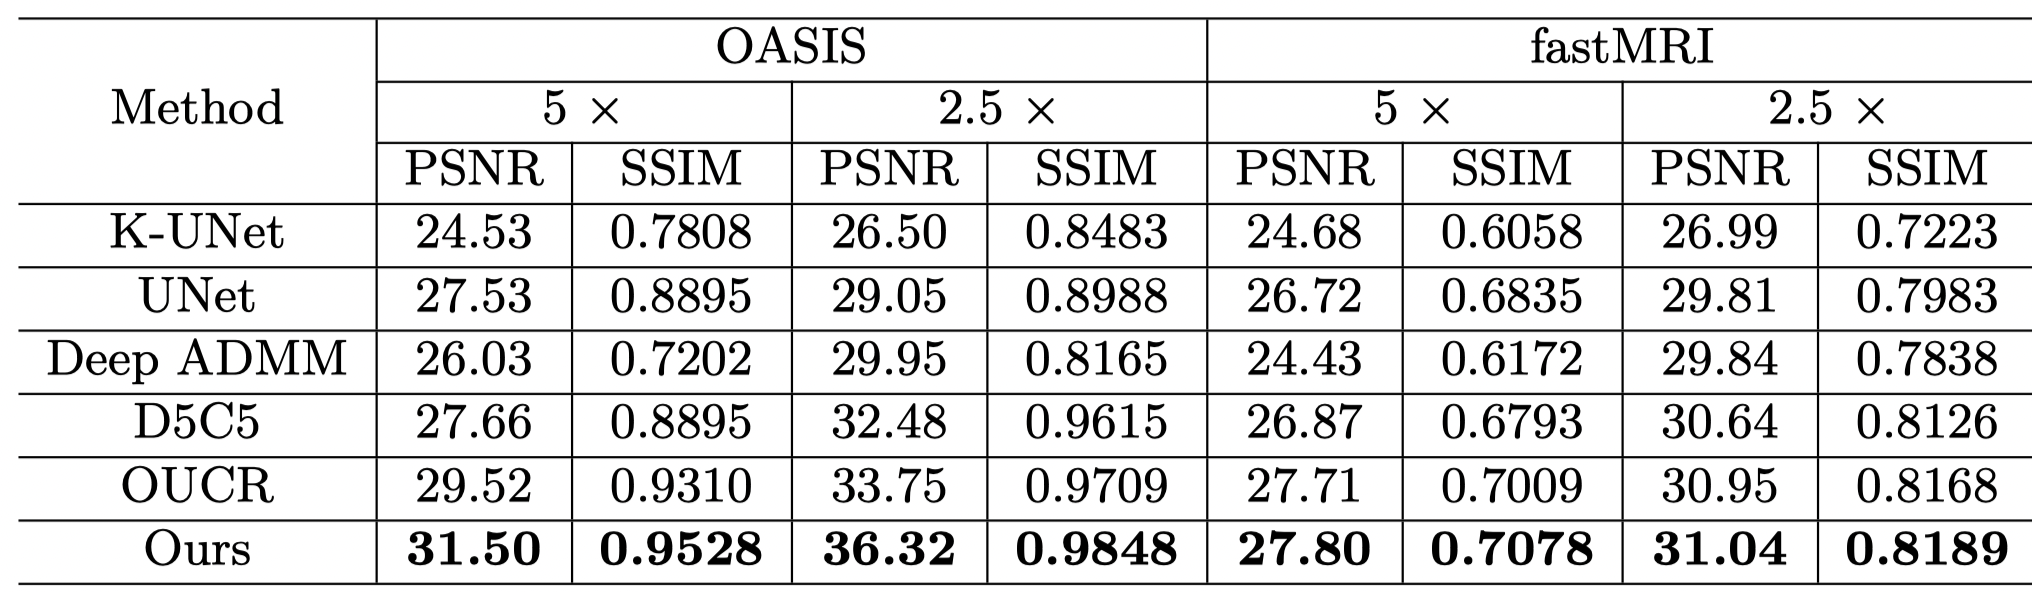 Method OASIS fastMRI
5 × 2.5 × 5 × 2.5 ×
PSNR SSIM PSNR SSIM PSNR SSIM PSNR SSIM
K-UNet 24.53 0.7808 26.50 0.8483 24.68 0.6058 26.99 0.7223
UNet 27.53 0.8895 29.05 0.8988 26.72 0.6835 29.81 0.7983
Deep ADMM 26.03 0.7202 29.95 0.8165 24.43 0.6172 29.84 0.7838
D5C5 27.66 0.8895 32.48 0.9615 26.87 0.6793 30.64 0.8126
OUCR 29.52 0.9310 33.75 0.9709 27.71 0.7009 30.95 0.8168
Ours 31.50 0.9528 36.32 0.9848 27.80 0.7078 31.04 0.8189